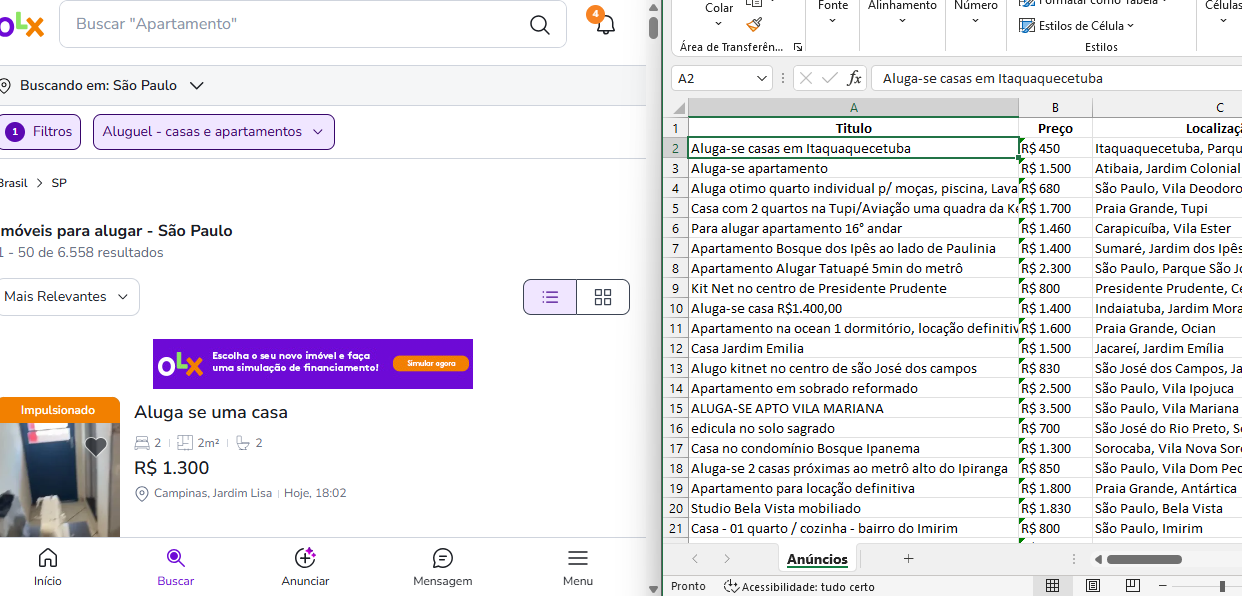 olx
Buscar "Apartamento"
4
Buscando em: São Paulo
1 Filtros
Aluguel - casas e apartamentos
Brasil > SP
Imóveis para alugar - São Paulo
1 - 50 de 6.558 resultados
Mais Relevantes
olx
Escolha o seu novo imóvel e faça
uma simulação de financiamento!
Simular agora
Impulsionado
Aluga se uma casa
2 | 2m² | 2
R$ 1.300
Campinas, Jardim Lisa | Hoje, 18:02
Início
Buscar
Anunciar
Mensagem
Menu
Colar
Fonte
Alinhamento
Número
Formatar como Tabela
Estilos de Célula
Células
Área de Transferên...
Estilos
A2
fx
Aluga-se casas em Itaquaquecetuba
A B C
1 Titulo Preço Localizaçã
2 Aluga-se casas em Itaquaquecetuba R$ 450 Itaquaquecetuba, Parqu
3 Aluga-se apartamento R$ 1.500 Atibaia, Jardim Colonial
4 Aluga otimo quarto individual p/ moças, piscina, Lava R$ 680 São Paulo, Vila Deodoro
5 Casa com 2 quartos na Tupi/Aviação uma quadra da Ke R$ 1.700 Praia Grande, Tupi
6 Para alugar apartamento 16° andar R$ 1.460 Carapicuíba, Vila Ester
7 Apartamento Bosque dos Ipês ao lado de Paulinia R$ 1.400 Sumaré, Jardim dos Ipês
8 Apartamento Alugar Tatuapé 5min do metrô R$ 2.300 São Paulo, Parque São Jo
9 Kit Net no centro de Presidente Prudente R$ 800 Presidente Prudente, Ce
10 Aluga-se casa R$1.400,00 R$ 1.400 Indaiatuba, Jardim Mora
11 Apartamento na ocean 1 dormitório, locação definitiv R$ 1.600 Praia Grande, Ocian
12 Casa Jardim Emilia R$ 1.500 Jacareí, Jardim Emília
13 Alugo kitnet no centro de são José dos campos R$ 830 São José dos Campos, Ja
14 Apartamento em sobrado reformado R$ 2.500 São Paulo, Vila Ipojuca
15 ALUGA-SE APTO VILA MARIANA R$ 3.500 São Paulo, Vila Mariana
16 edicula no solo sagrado R$ 700 São José do Rio Preto, S
17 Casa no condomínio Bosque Ipanema R$ 1.300 Sorocaba, Vila Nova Sor
18 Aluga-se 2 casas próximas ao metrô alto do Ipiranga R$ 850 São Paulo, Vila Dom Ped
19 Apartamento para locação definitiva R$ 1.800 Praia Grande, Antártica
20 Studio Bela Vista mobiliado R$ 1.830 São Paulo, Bela Vista
21 Casa - 01 quarto / cozinha - bairro do Imirim R$ 800 São Paulo, Imirim
Anúncios
Pronto
Acessibilidade: tudo certo